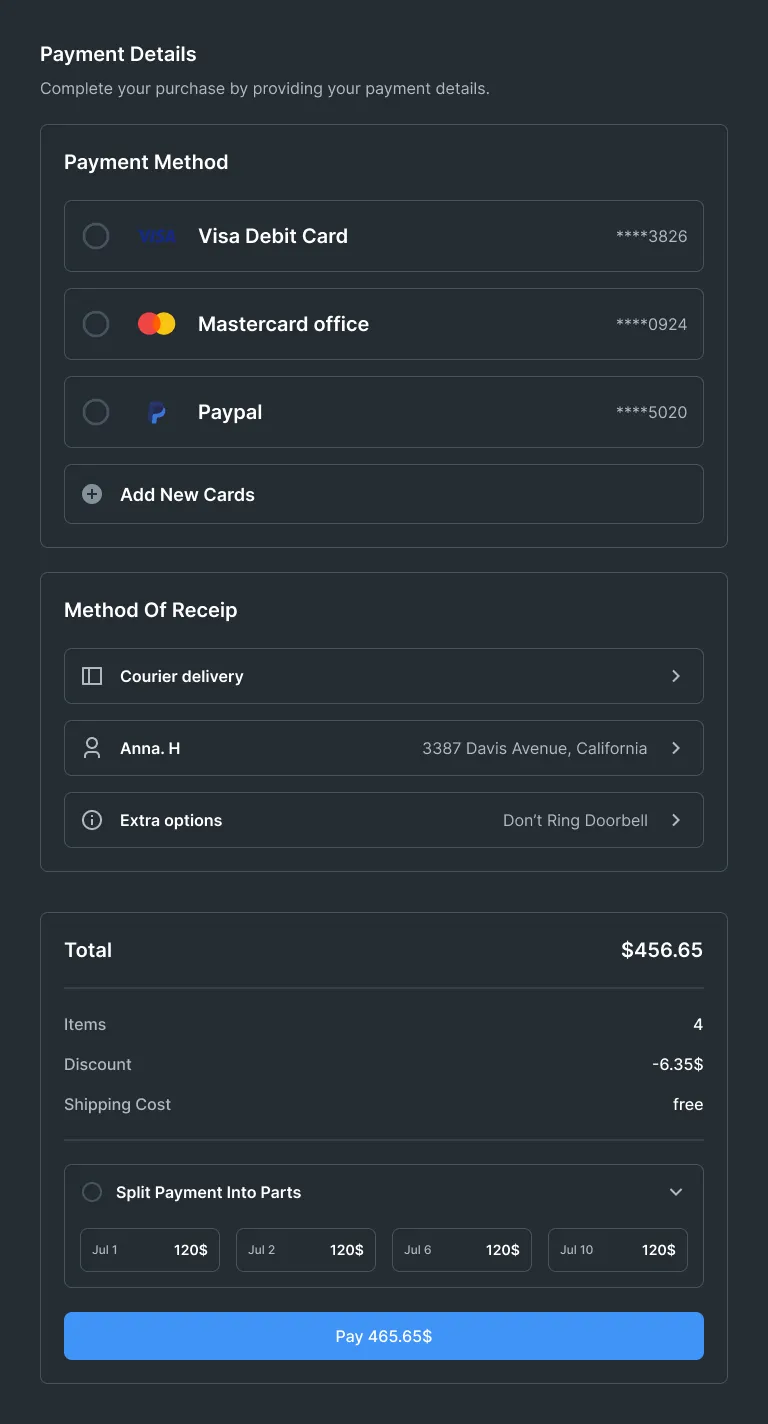 Payment Details
Complete your purchase by providing your payment details.
Payment Method
VISA Visa Debit Card ****3826
Mastercard office ****0924
Paypal ****5020
Add New Cards
Method Of Receip
Courier delivery
Anna. H 3387 Davis Avenue, California
Extra options Don’t Ring Doorbell
Total $456.65
Items 4
Discount -6.35$
Shipping Cost free
Split Payment Into Parts
Jul 1 120$ Jul 2 120$ Jul 6 120$ Jul 10 120$
Pay 465.65$